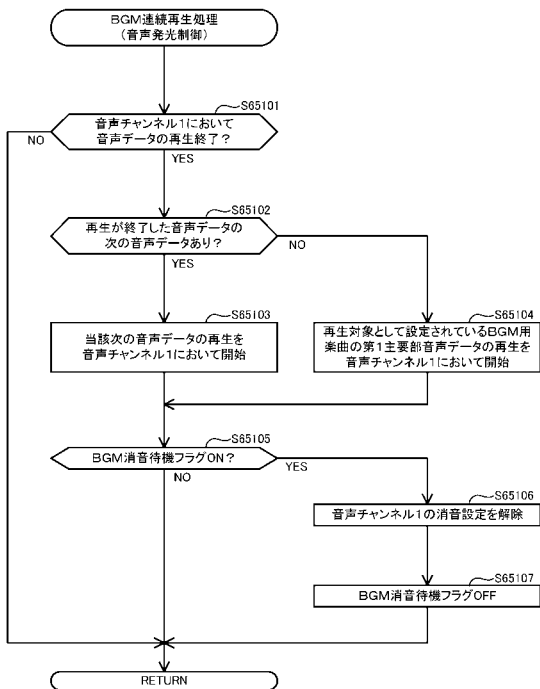 BGM連続再生処理
(音声発光制御)
S65101
音声チャンネル1において
音声データの再生終了?
NO
YES
S65102
再生が終了した音声データの
次の音声データあり?
NO
YES
S65103
当該次の音声データの再生を
音声チャンネル1において開始
S65104
再生対象として設定されているBGM用
楽曲の第1主要部音声データの再生を
音声チャンネル1において開始
S65105
BGM消音待機フラグON?
YES
NO
S65106
音声チャンネル1の消音設定を解除
S65107
BGM消音待機フラグOFF
RETURN